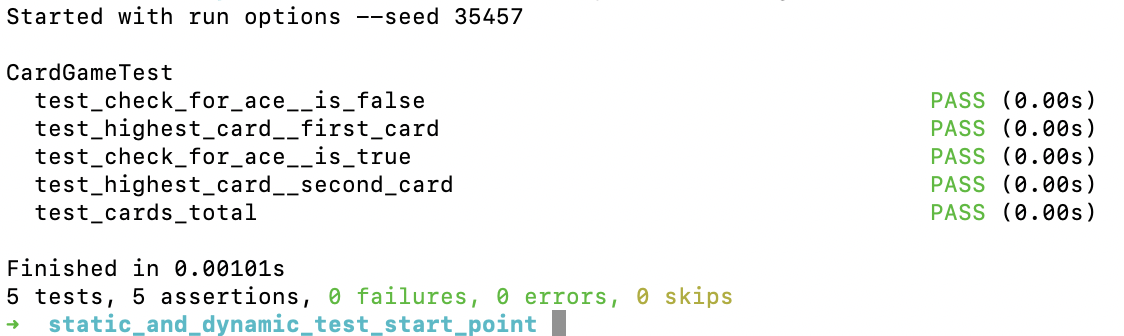 Started with run options --seed 35457
CardGameTest
test_check_for_ace__is_false PASS (0.00s)
test_highest_card__first_card PASS (0.00s)
test_check_for_ace__is_true PASS (0.00s)
test_highest_card__second_card PASS (0.00s)
test_cards_total PASS (0.00s)
Finished in 0.00101s
5 tests, 5 assertions, 0 failures, 0 errors, 0 skips
→ static_and_dynamic_test_start_point